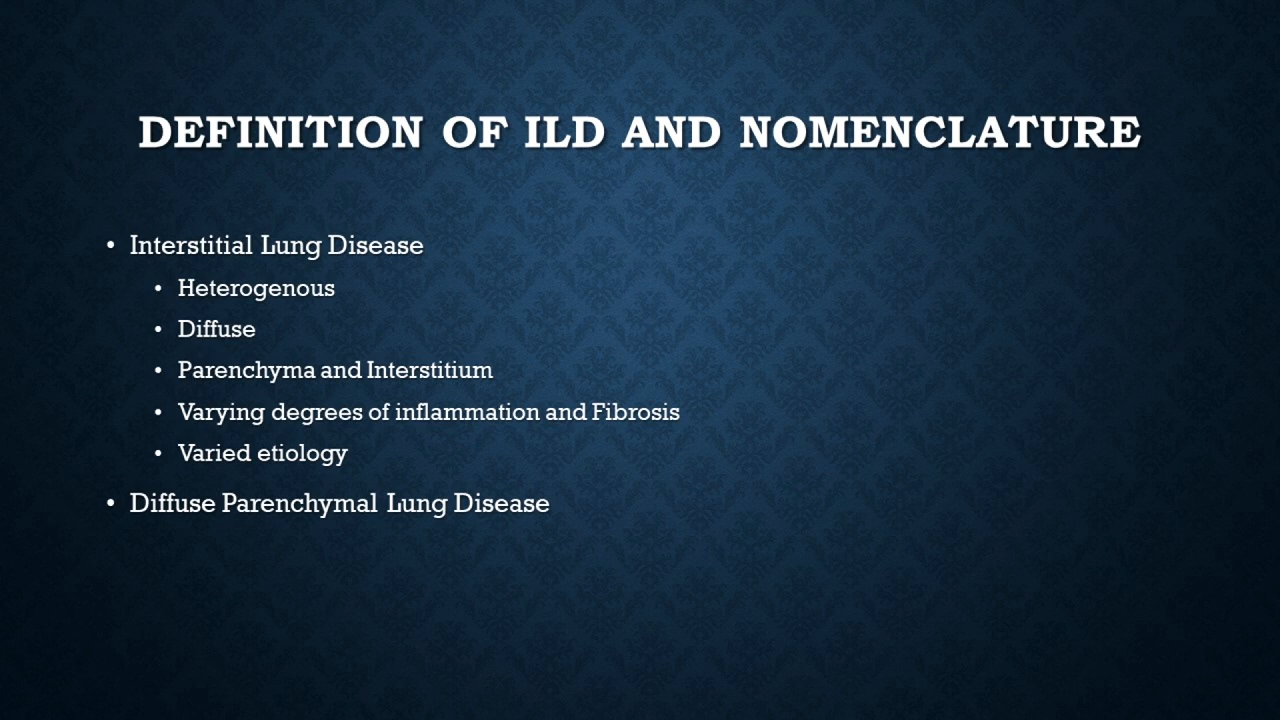 DEFINITION OF ILD AND NOMENCLATURE
• Interstitial Lung Disease
• Heterogenous
• Diffuse
• Parenchyma and Interstitium
• Varying degrees of inflammation and Fibrosis
• Varied etiology
• Diffuse Parenchymal Lung Disease